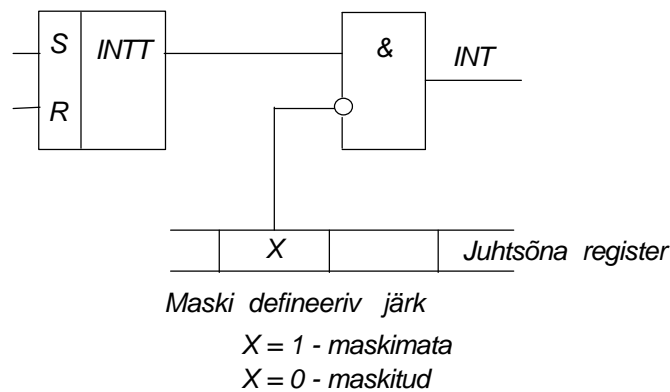 S INTT & INT
R
X Juhtsõna register
Maski defineeriv järk
X = 1 - maskimata
X = 0 - maskitud